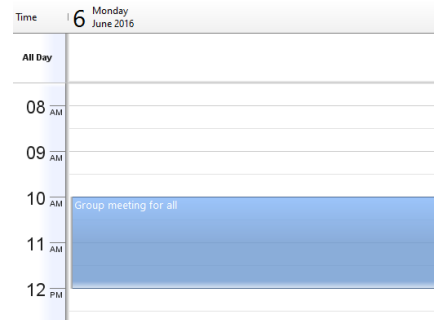 Time
6 Monday
June 2016
All Day
08 AM
09 AM
10 AM
Group meeting for all
11 AM
12 PM